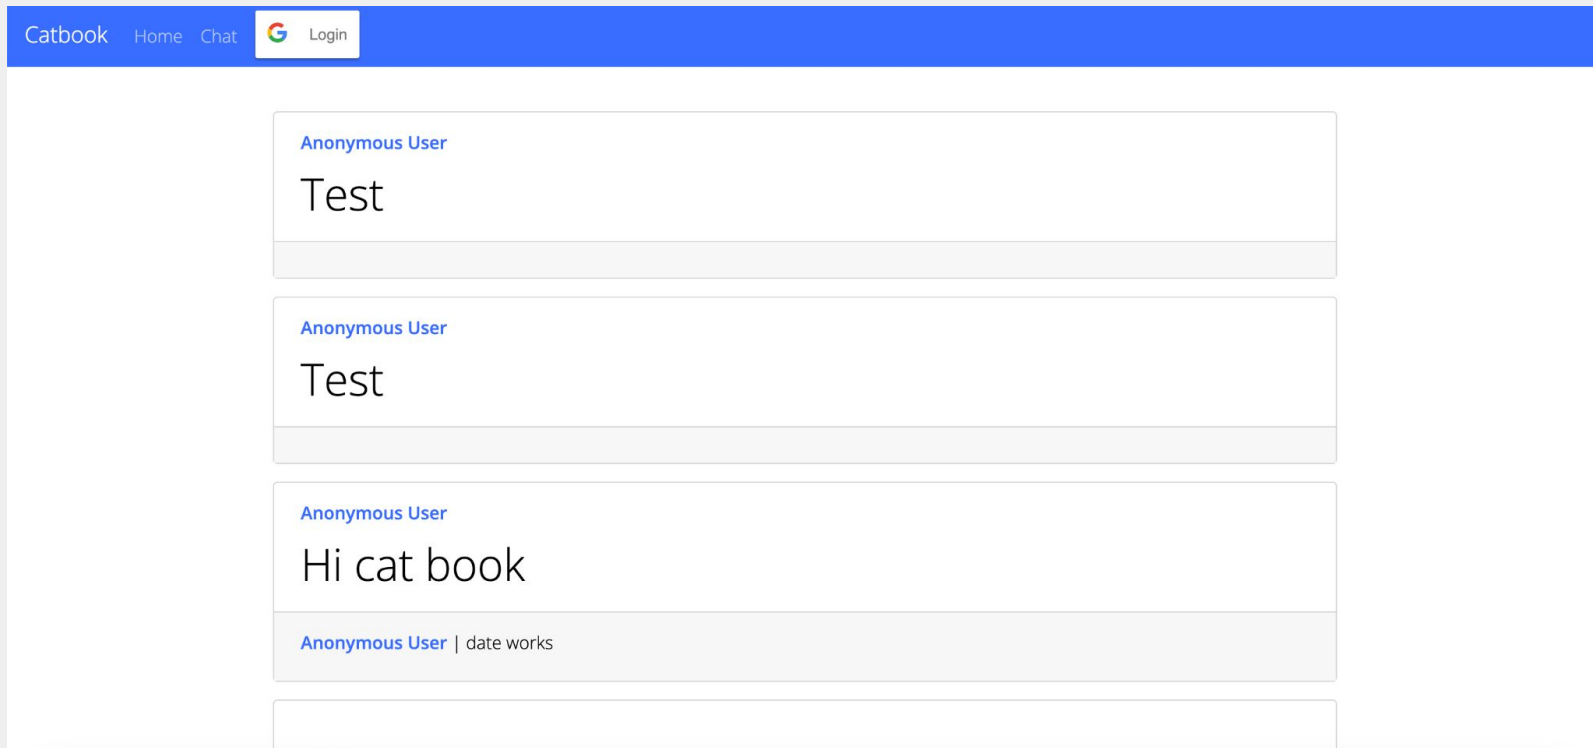 Catbook Home Chat Login
Anonymous User
Test
Anonymous User
Test
Anonymous User
Hi cat book
Anonymous User | date works